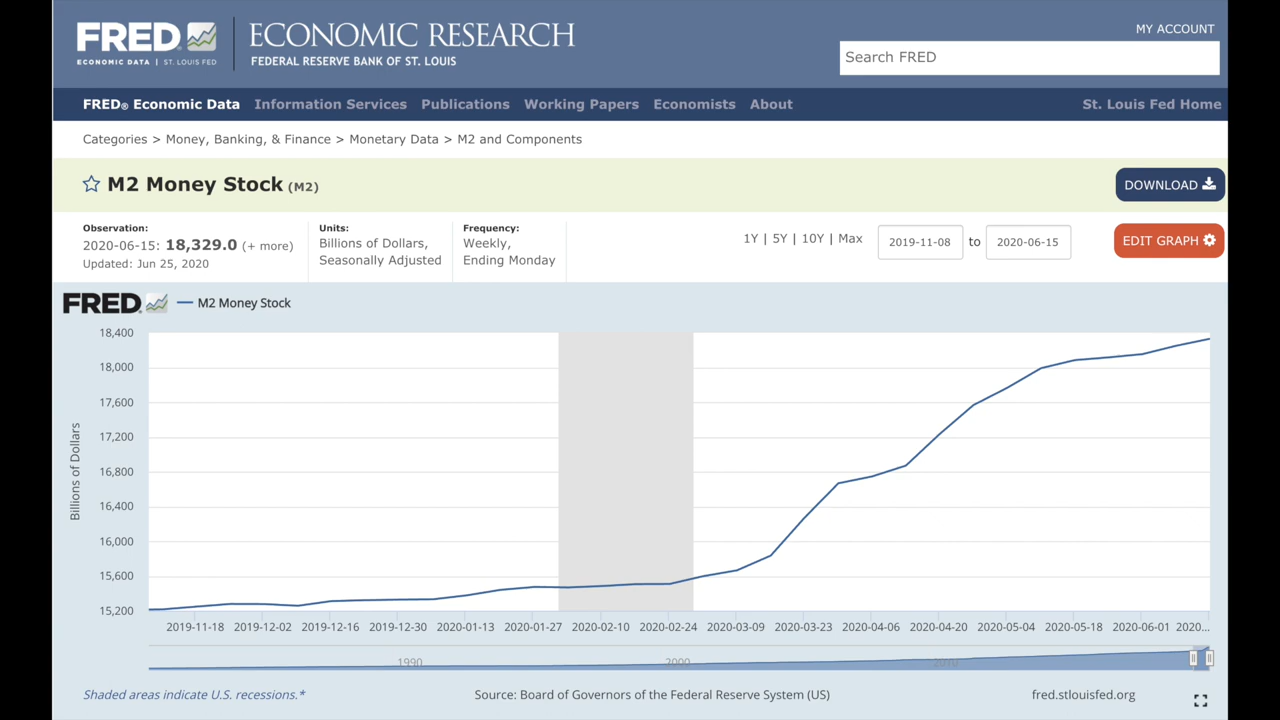 FRED
ECONOMIC DATA | ST. LOUIS FED
ECONOMIC RESEARCH
FEDERAL RESERVE BANK OF ST. LOUIS
MY ACCOUNT
Search FRED
FRED® Economic Data Information Services Publications Working Papers Economists About St. Louis Fed Home
Categories > Money, Banking, & Finance > Monetary Data > M2 and Components
M2 Money Stock (M2)
DOWNLOAD
Observation:
2020-06-15: 18,329.0 (+ more)
Updated: Jun 25, 2020
Units:
Billions of Dollars,
Seasonally Adjusted
Frequency:
Weekly,
Ending Monday
1Y | 5Y | 10Y | Max
2019-11-08 to 2020-06-15
EDIT GRAPH
FRED M2 Money Stock
18,400
18,000
17,600
17,200
16,800
16,400
16,000
15,600
15,200
Billions of Dollars
2019-11-18 2019-12-02 2019-12-16 2019-12-30 2020-01-13 2020-01-27 2020-02-10 2020-02-24 2020-03-09 2020-03-23 2020-04-06 2020-04-20 2020-05-04 2020-05-18 2020-06-01 2020...
1990 2000 2010
Shaded areas indicate U.S. recessions.* Source: Board of Governors of the Federal Reserve System (US) fred.stlouisfed.org